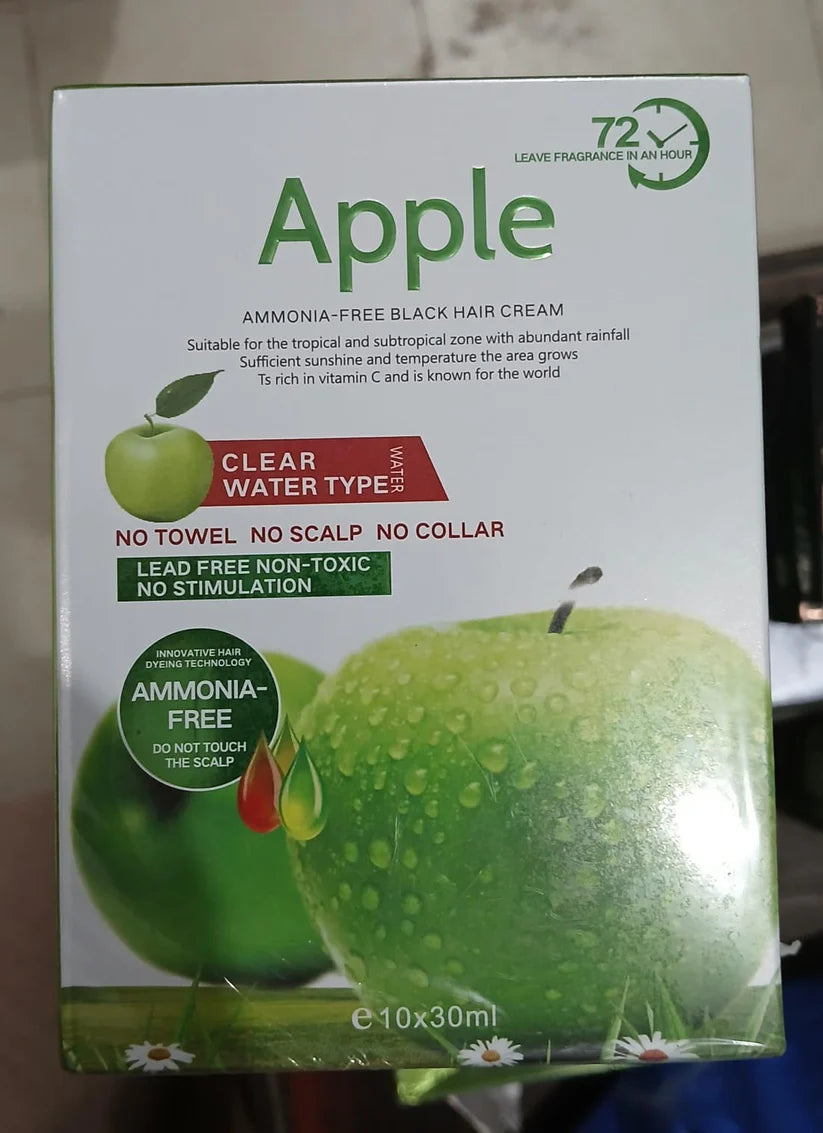 72
LEAVE FRAGRANCE IN AN HOUR
Apple
AMMONIA-FREE BLACK HAIR CREAM
Suitable for the tropical and subtropical zone with abundant rainfall
Sufficient sunshine and temperature the area grows
Ts rich in vitamin C and is known for the world
CLEAR
WATER TYPE
WATER
NO TOWEL NO SCALP NO COLLAR
LEAD FREE NON-TOXIC
NO STIMULATION
INNOVATIVE HAIR
DYEING TECHNOLOGY
AMMONIA-
FREE
DO NOT TOUCH
THE SCALP
e 10x30ml